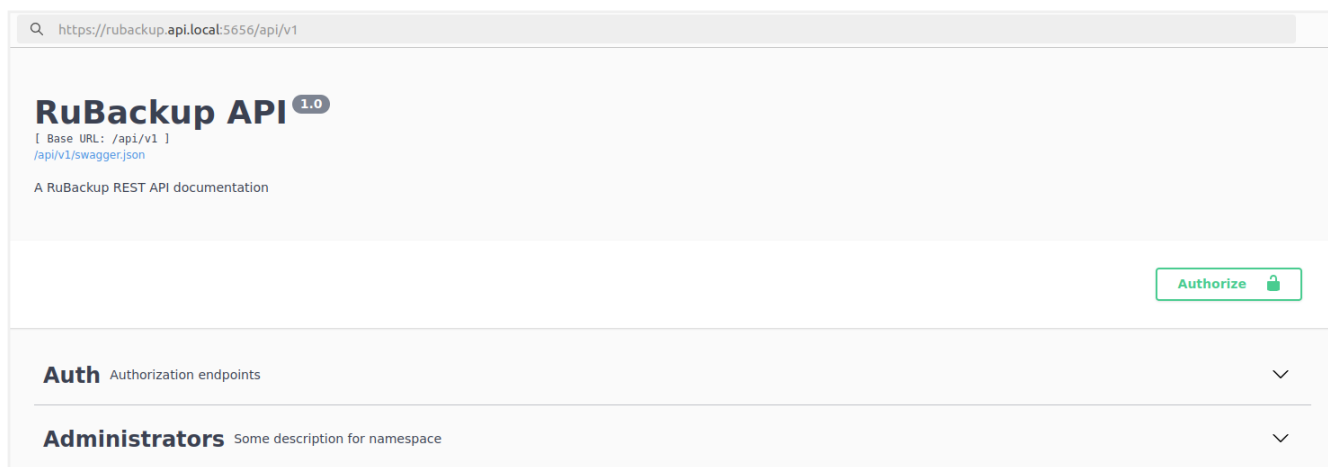 https://rubackup.api.local:5656/api/v1
RuBackup API 1.0
[ Base URL: /api/v1 ]
/api/v1/swagger.json
A RuBackup REST API documentation
Authorize
Auth Authorization endpoints
Administrators Some description for namespace